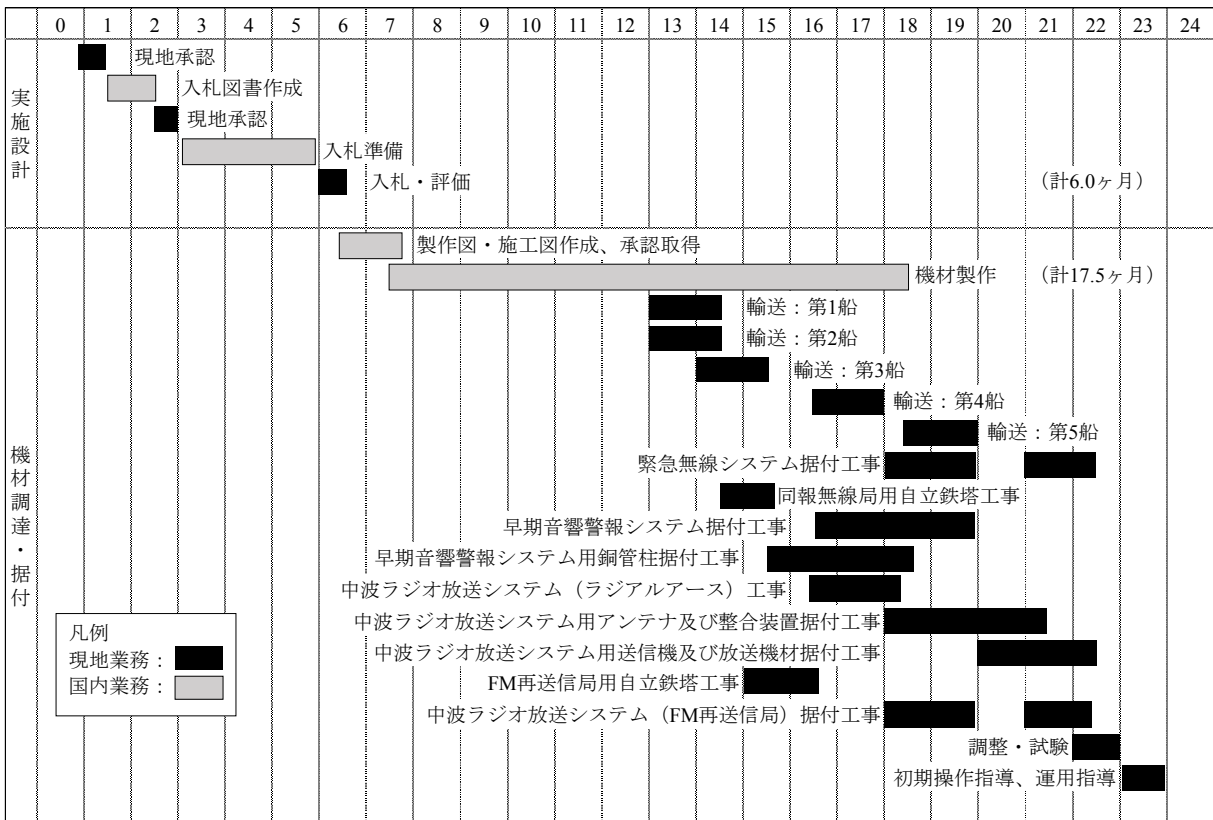 0 1 2 3 4 5 6 7 8 9 10 11 12 13 14 15 16 17 18 19 20 21 22 23 24
実施設計
現地承認
入札図書作成
現地承認
入札準備
入札・評価 （計6.0ヶ月）
機材調達・据付
製作図・施工図作成、承認取得
機材製作 （計17.5ヶ月）
輸送：第1船
輸送：第2船
輸送：第3船
輸送：第4船
輸送：第5船
緊急無線システム据付工事
同報無線局用自立鉄塔工事
早期音響警報システム据付工事
早期音響警報システム用銅管柱据付工事
中波ラジオ放送システム（ラジアルアース）工事
中波ラジオ放送システム用アンテナ及び整合装置据付工事
中波ラジオ放送システム用送信機及び放送機材据付工事
FM再送信局用自立鉄塔工事
中波ラジオ放送システム（FM再送信局）据付工事
調整・試験
初期操作指導、運用指導
凡例
現地業務：
国内業務：